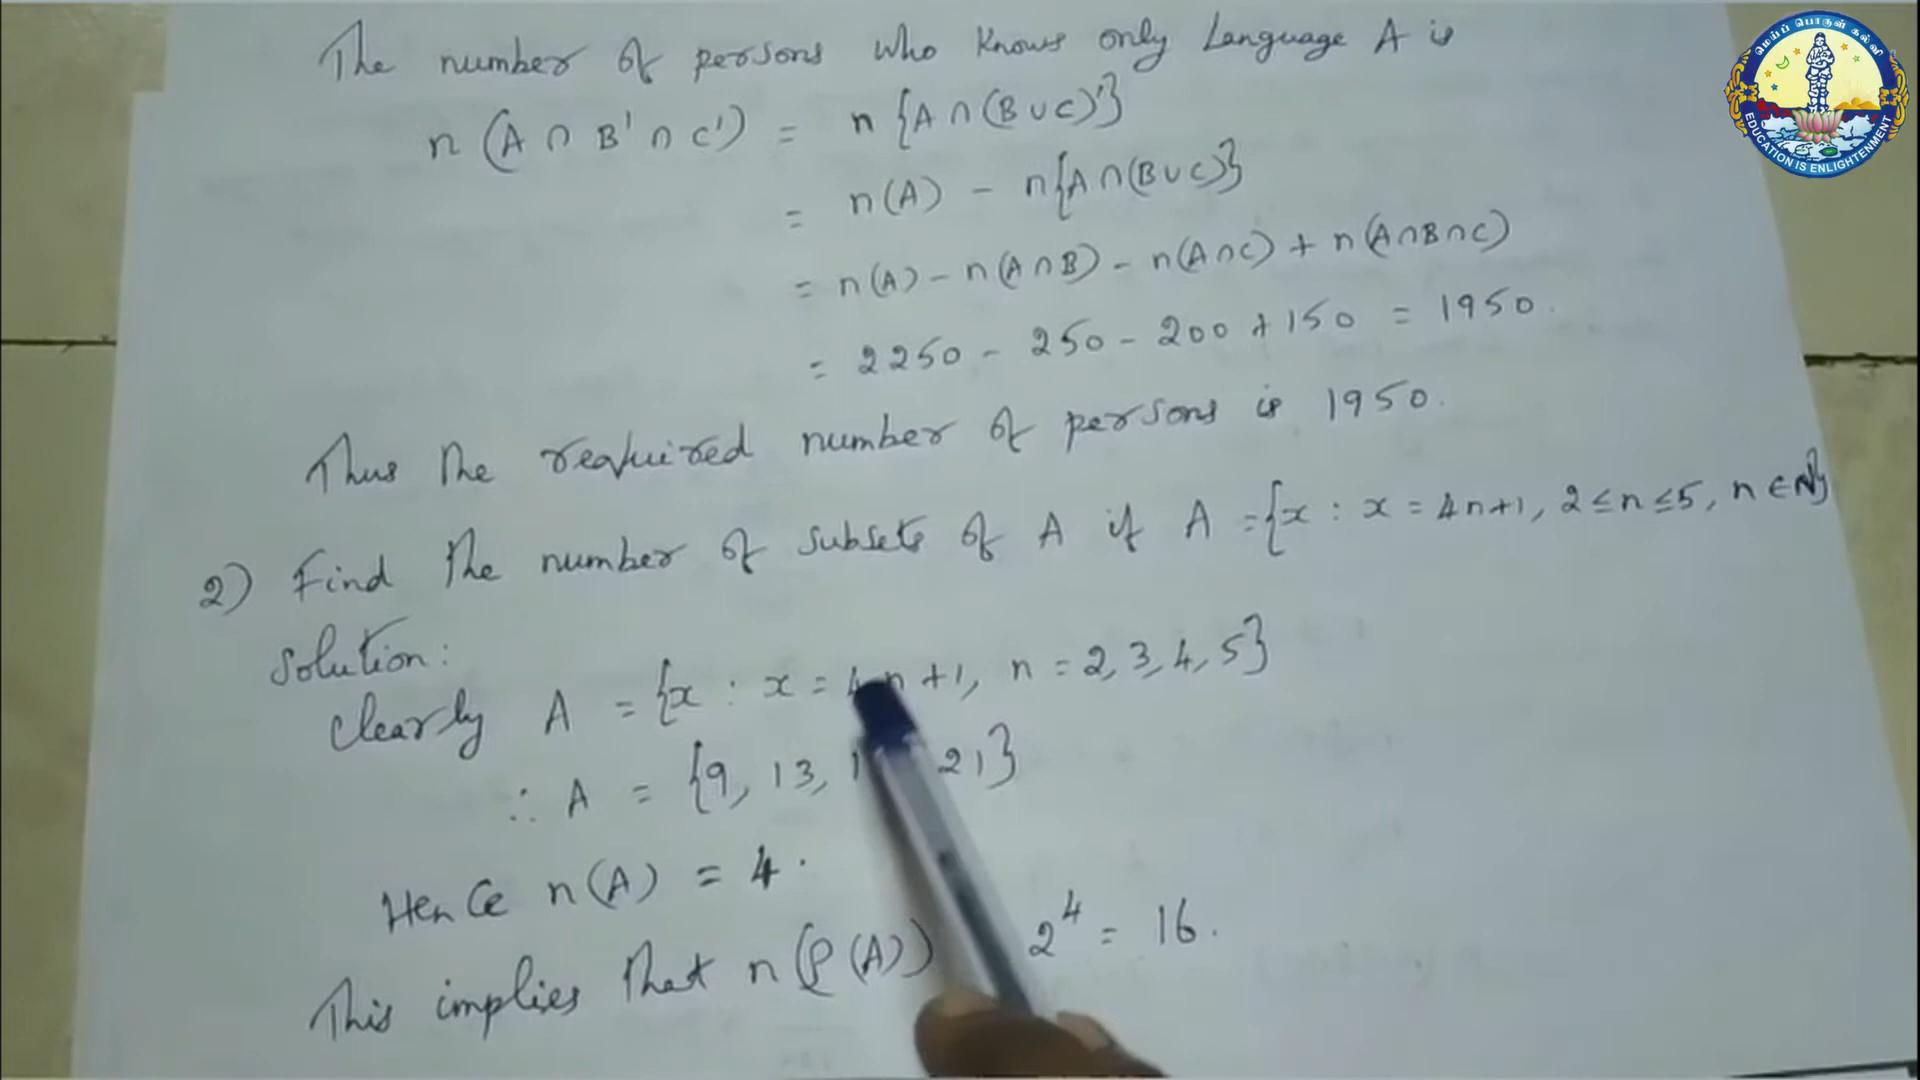 The number of persons who knows only Language A is
n (A ∩ B' ∩ C') = n {A ∩ (B ∪ C)'}
= n(A) - n{A ∩ (B ∪ C)}
= n(A) - n(A ∩ B) - n(A ∩ C) + n(A ∩ B ∩ C)
= 2250 - 250 - 200 + 150 = 1950.
Thus the required number of persons is 1950.
2) Find the number of subsets of A if A = {x : x = 4n+1, 2 ≤ n ≤ 5, n ∈ N}
Solution:
Clearly A = {x : x = 4n+1, n = 2, 3, 4, 5}
∴ A = {9, 13, 21}
Hence n(A) = 4.
This implies that n(P(A)) 2⁴ = 16.
மெய்ப் பொருள் கல்வி
EDUCATION IS ENLIGHTENMENT